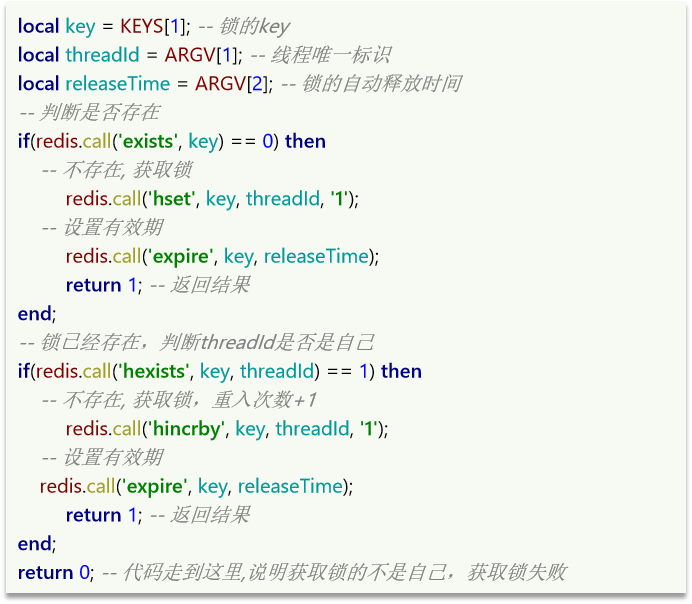 local key = KEYS[1]; -- 锁的key
local threadId = ARGV[1]; -- 线程唯一标识
local releaseTime = ARGV[2]; -- 锁的自动释放时间
-- 判断是否存在
if(redis.call('exists', key) == 0) then
-- 不存在, 获取锁
redis.call('hset', key, threadId, '1');
-- 设置有效期
redis.call('expire', key, releaseTime);
return 1; -- 返回结果
end;
-- 锁已经存在，判断threadId是否是自己
if(redis.call('hexists', key, threadId) == 1) then
-- 不存在, 获取锁，重入次数+1
redis.call('hincrby', key, threadId, '1');
-- 设置有效期
redis.call('expire', key, releaseTime);
return 1; -- 返回结果
end;
return 0; -- 代码走到这里,说明获取锁的不是自己，获取锁失败